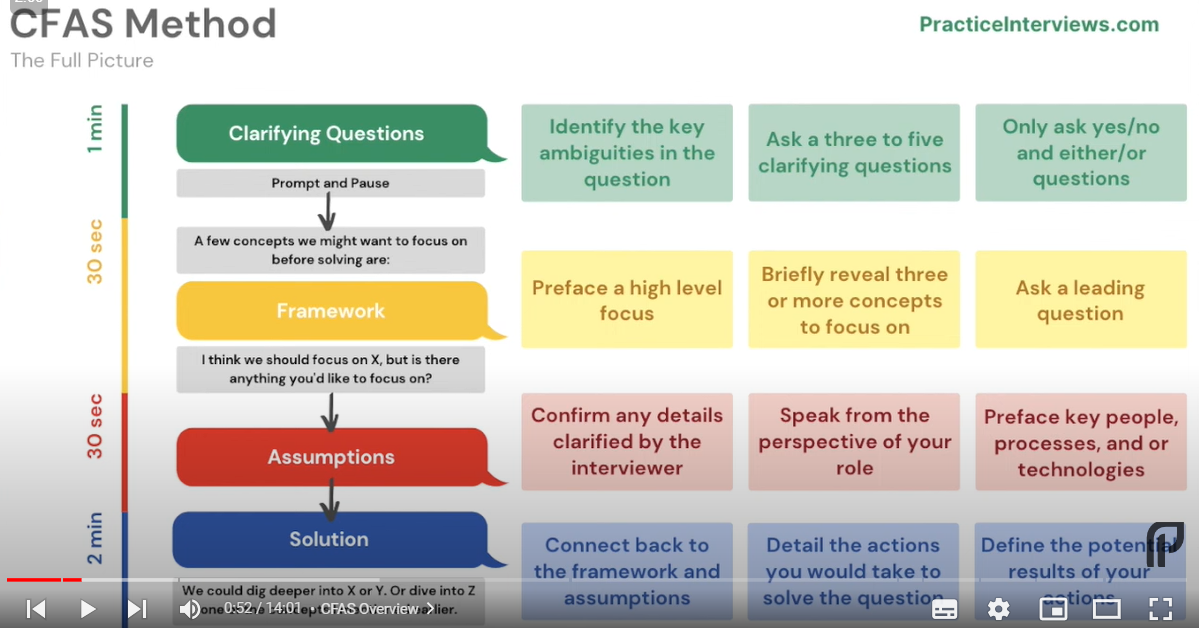 CFAS Method
PracticeInterviews.com
The Full Picture
1 min
Clarifying Questions
Prompt and Pause
Identify the key
ambiguities in the
question
Ask a three to five
clarifying questions
Only ask yes/no
and either/or
questions
30 sec
A few concepts we might want to focus on
before solving are:
Framework
I think we should focus on X, but is there
anything you'd like to focus on?
Preface a high level
focus
Briefly reveal three
or more concepts
to focus on
Ask a leading
question
30 sec
Assumptions
Confirm any details
clarified by the
interviewer
Speak from the
perspective of your
role
Preface key people,
processes, and or
technologies
2 min
Solution
We could dig deeper into X or Y. Or dive into Z
Connect back to
the framework and
assumptions
Detail the actions
you would take to
solve the question
Define the potential
results of your
actions
0:52 / 14:01 • CFAS Overview